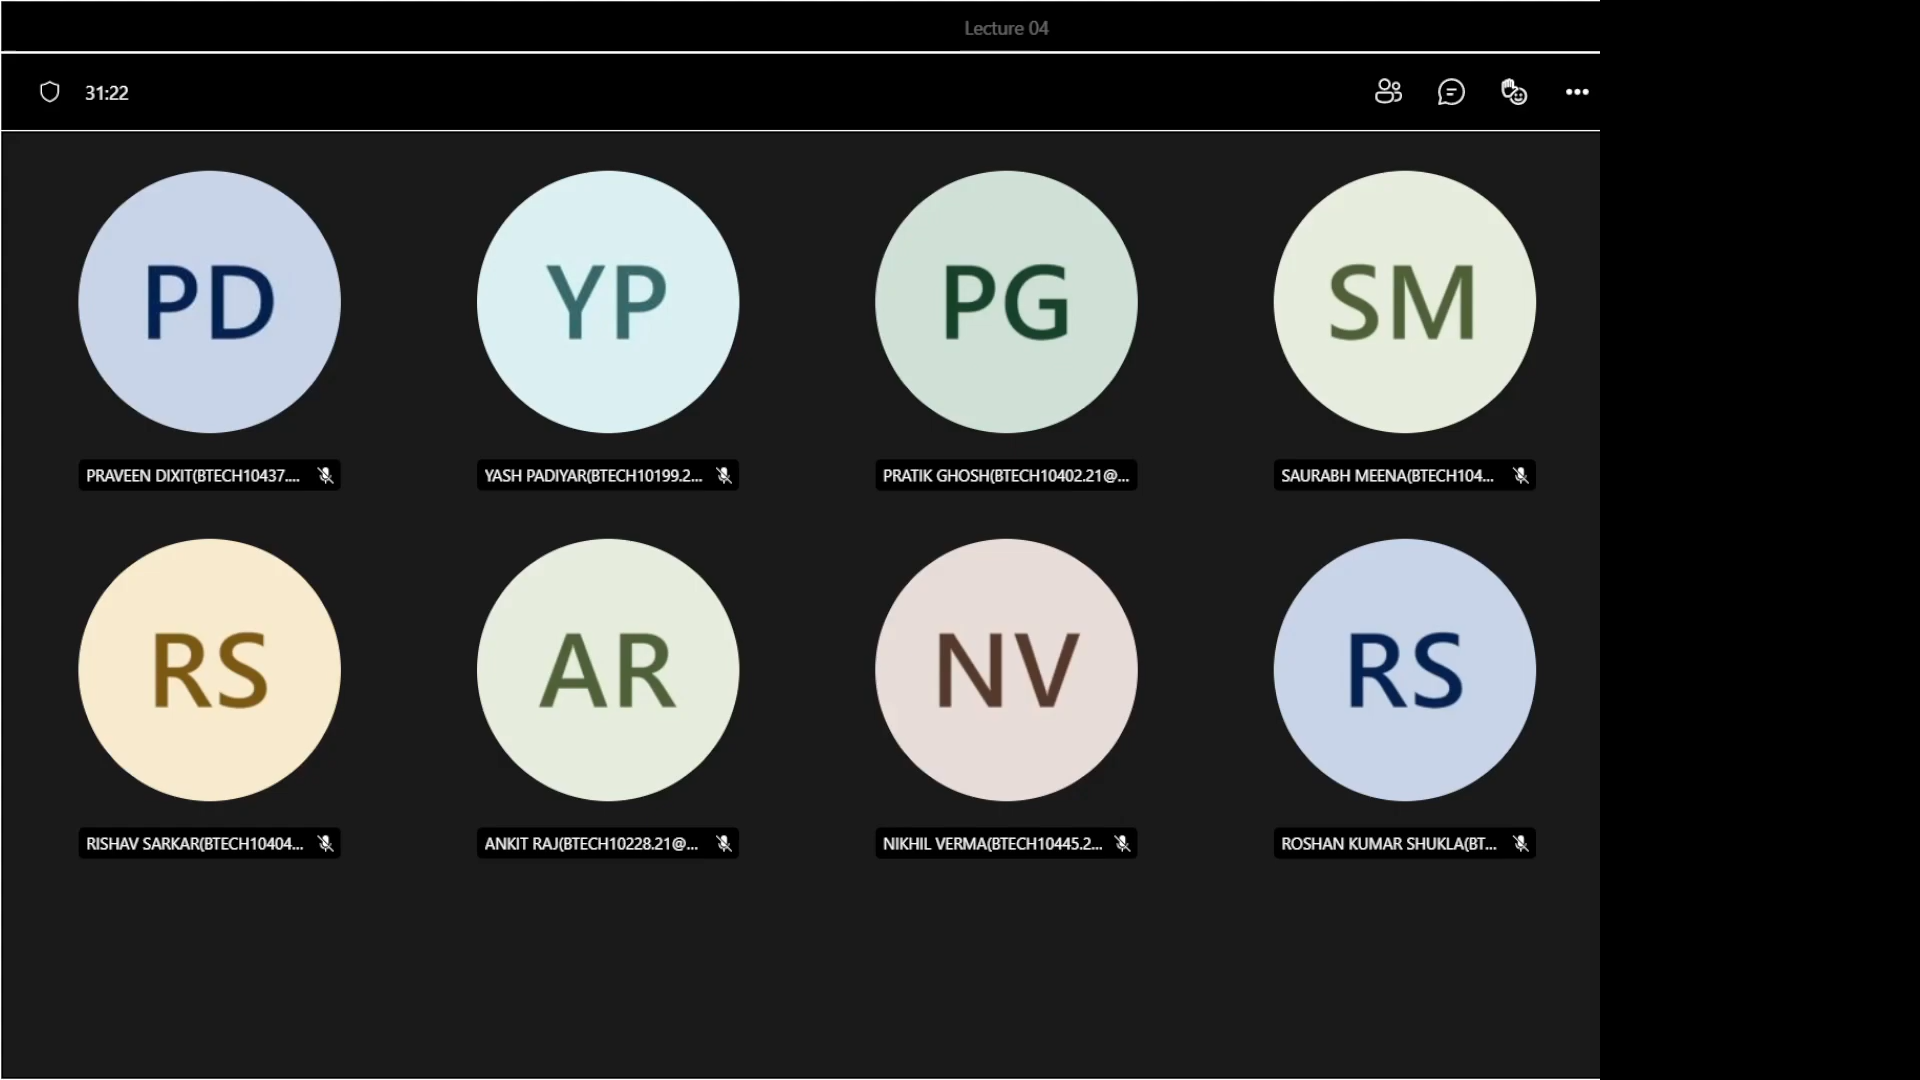 Lecture 04
31:22
PD
YP
PG
SM
PRAVEEN DIXIT(BTECH10437....
YASH PADIYAR(BTECH10199.2...
PRATIK GHOSH(BTECH10402.21@...
SAURABH MEENA(BTECH104...
RS
AR
NV
RS
RISHAV SARKAR(BTECH10404...
ANKIT RAJ(BTECH10228.21@...
NIKHIL VERMA(BTECH10445.2...
ROSHAN KUMAR SHUKLA(BT...